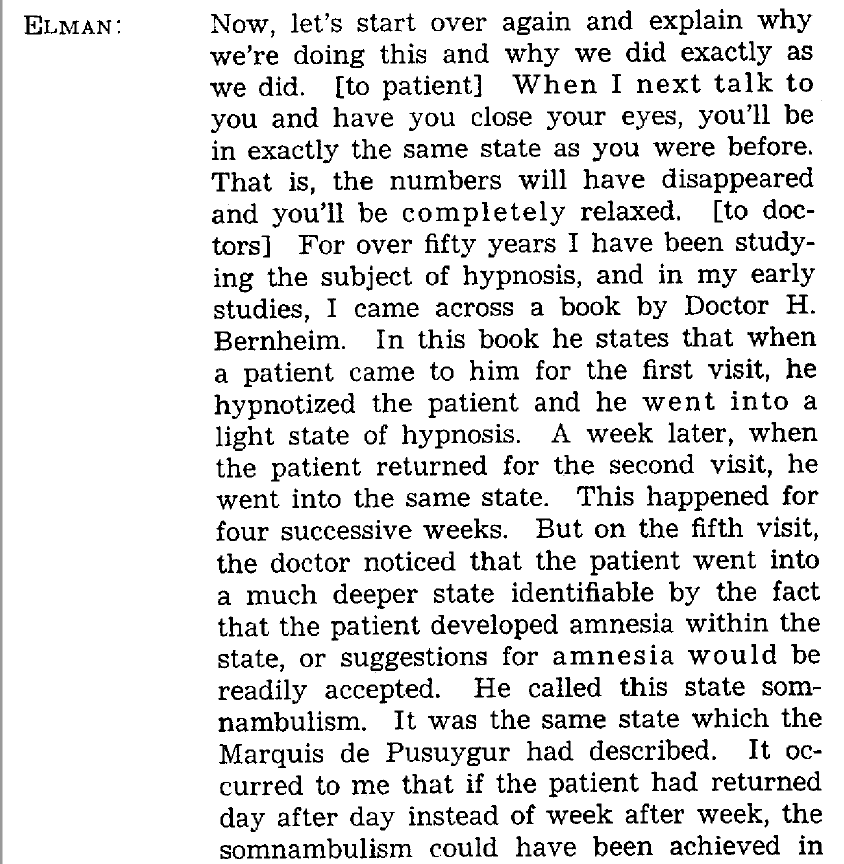 ELMAN: Now, let's start over again and explain why
we're doing this and why we did exactly as
we did. [to patient] When I next talk to
you and have you close your eyes, you'll be
in exactly the same state as you were before.
That is, the numbers will have disappeared
and you'll be completely relaxed. [to doc-
tors] For over fifty years I have been study-
ing the subject of hypnosis, and in my early
studies, I came across a book by Doctor H.
Bernheim. In this book he states that when
a patient came to him for the first visit, he
hypnotized the patient and he went into a
light state of hypnosis. A week later, when
the patient returned for the second visit, he
went into the same state. This happened for
four successive weeks. But on the fifth visit,
the doctor noticed that the patient went into
a much deeper state identifiable by the fact
that the patient developed amnesia within the
state, or suggestions for amnesia would be
readily accepted. He called this state som-
nambulism. It was the same state which the
Marquis de Pusuygur had described. It oc-
curred to me that if the patient had returned
day after day instead of week after week, the
somnambulism could have been achieved in